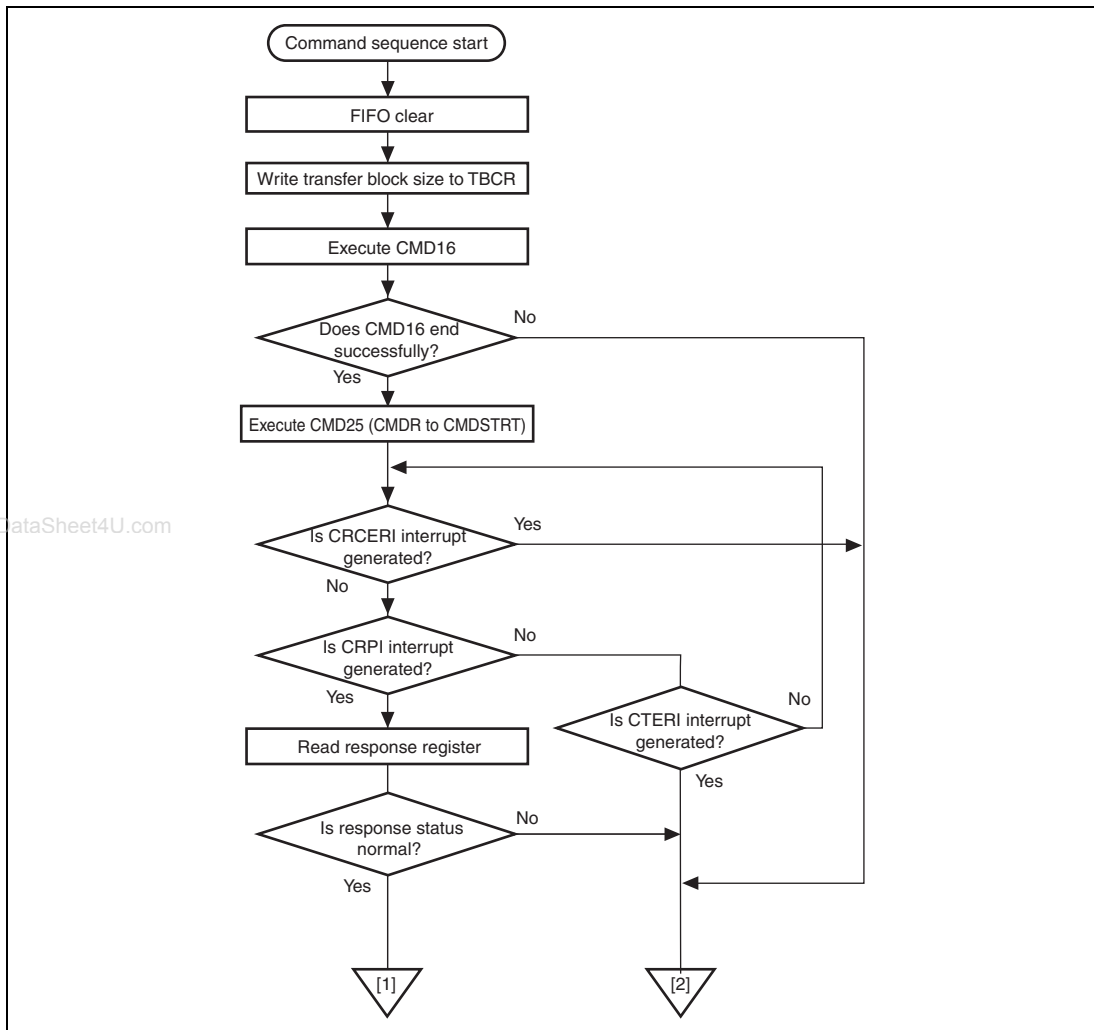 Command sequence start
FIFO clear
Write transfer block size to TBCR
Execute CMD16
Does CMD16 end
successfully?
No
Yes
Execute CMD25 (CMDR to CMDSTRT)
DataSheet4U.com
Is CRCERI interrupt
generated?
Yes
No
Is CRPI interrupt
generated?
No
Yes
Is CTERI interrupt
generated?
No
Yes
Read response register
Is response status
normal?
No
Yes
[1]
[2]